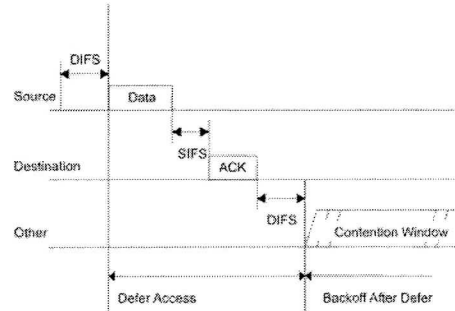 DIFS
Source
Data
SIFS
Destination
ACK
DIFS
Other
Contention Window
Defer Access
Backoff After Defer